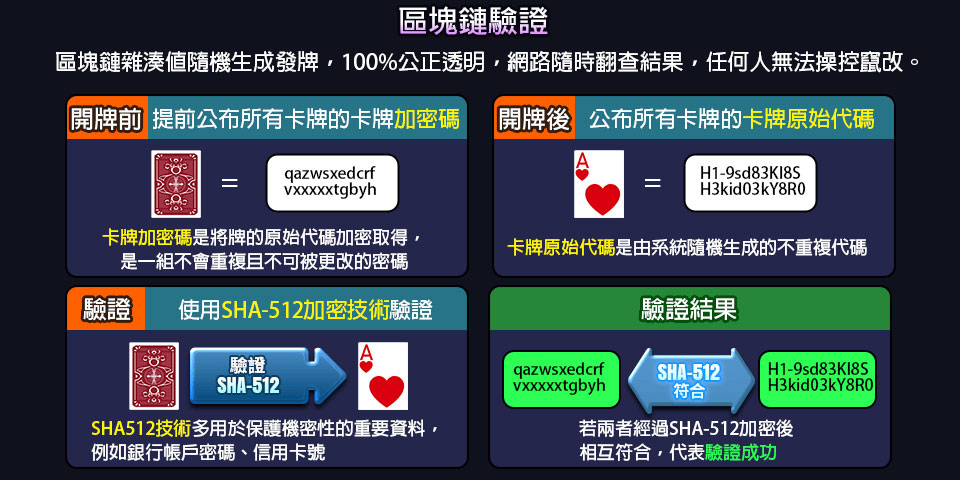 區塊鏈驗證
區塊鏈雜湊值隨機生成發牌，100%公正透明，網路隨時翻查結果，任何人無法操控竄改。
開牌前 提前公布所有卡牌的卡牌加密碼
=
qazwsxedcrf
vxxxxxtgbyh
卡牌加密碼是將牌的原始代碼加密取得，
是一組不會重複且不可被更改的密碼
開牌後 公布所有卡牌的卡牌原始代碼
A
=
H1-9sd83KI8S
H3kid03kY8R0
卡牌原始代碼是由系統隨機生成的不重複代碼
驗證 使用SHA-512加密技術驗證
驗證
SHA-512
A
SHA512技術多用於保護機密性的重要資料，
例如銀行帳戶密碼、信用卡號
驗證結果
qazwsxedcrf
vxxxxxtgbyh
SHA-512
符合
H1-9sd83KI8S
H3kid03kY8R0
若兩者經過SHA-512加密後
相互符合，代表驗證成功